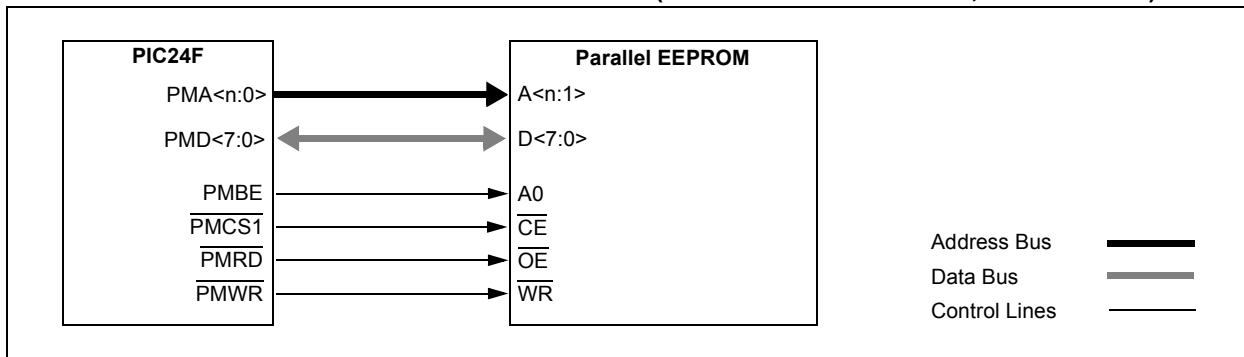 PIC24F
Parallel EEPROM
PMA<n:0>
A<n:1>
PMD<7:0>
D<7:0>
PMBE
A0
PMCS1
CE
PMRD
OE
PMWR
WR
Address Bus
Data Bus
Control Lines